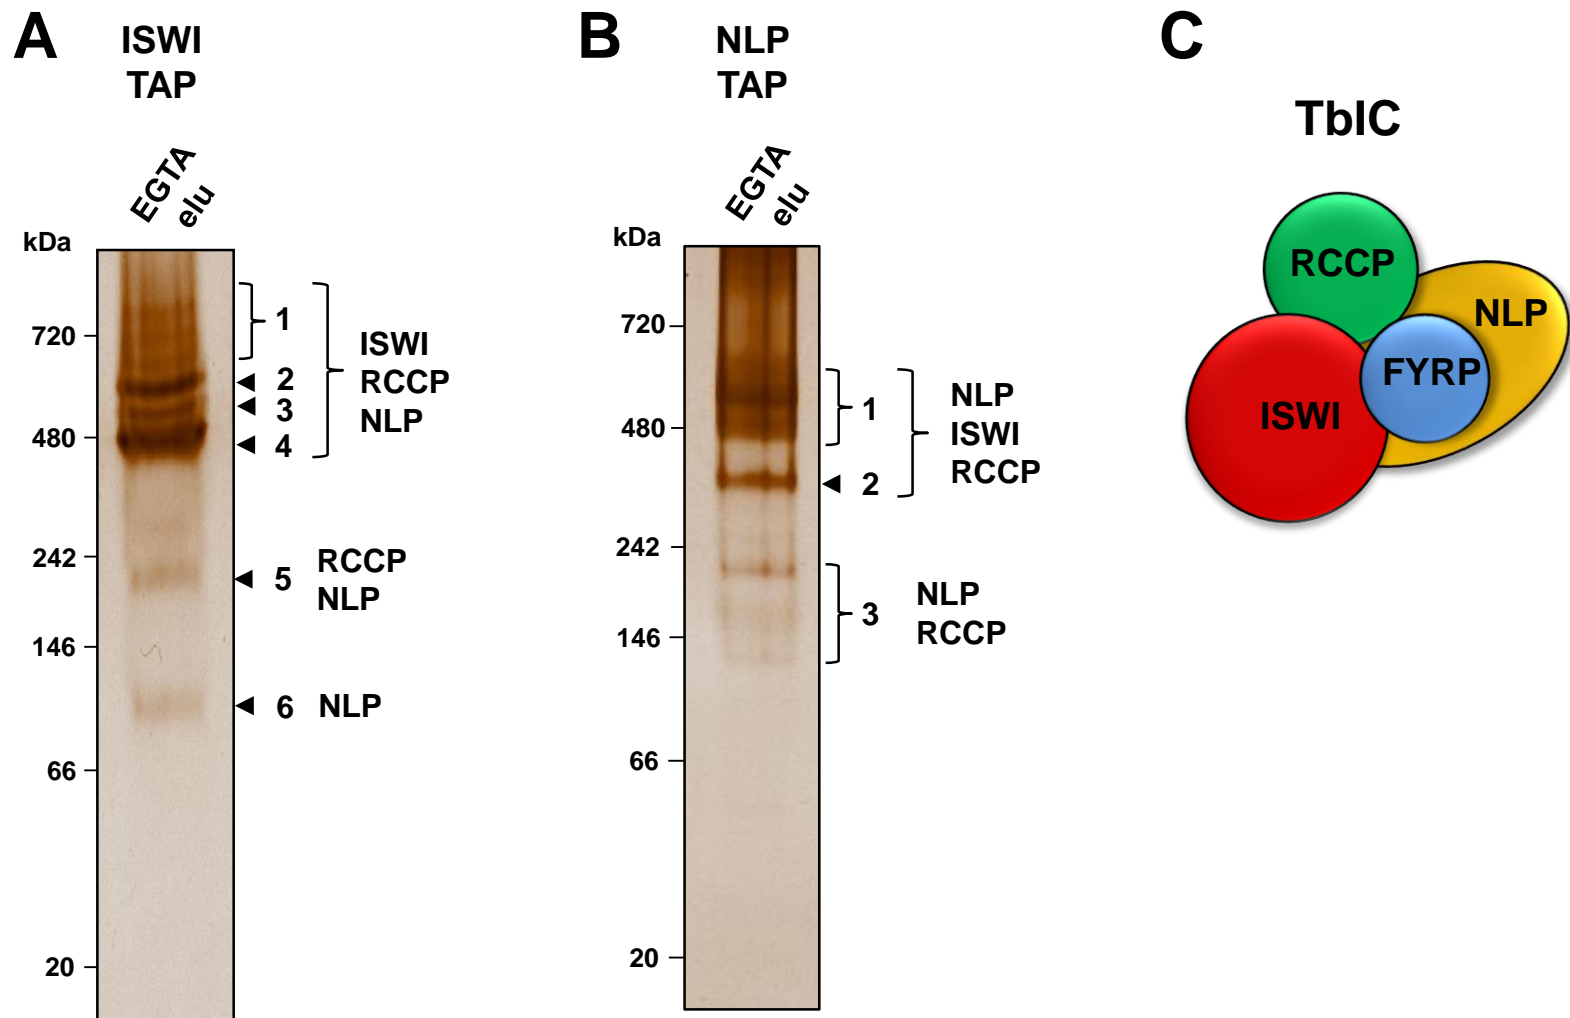 A
ISWI
TAP
EGTA
elu
kDa
720
480
242
146
66
20
1
2
3
4
ISWI
RCCP
NLP
5
RCCP
NLP
6
NLP
B
NLP
TAP
EGTA
elu
kDa
720
480
242
146
66
20
1
2
NLP
ISWI
RCCP
3
NLP
RCCP
C
TbIC
RCCP
NLP
FYRP
ISWI